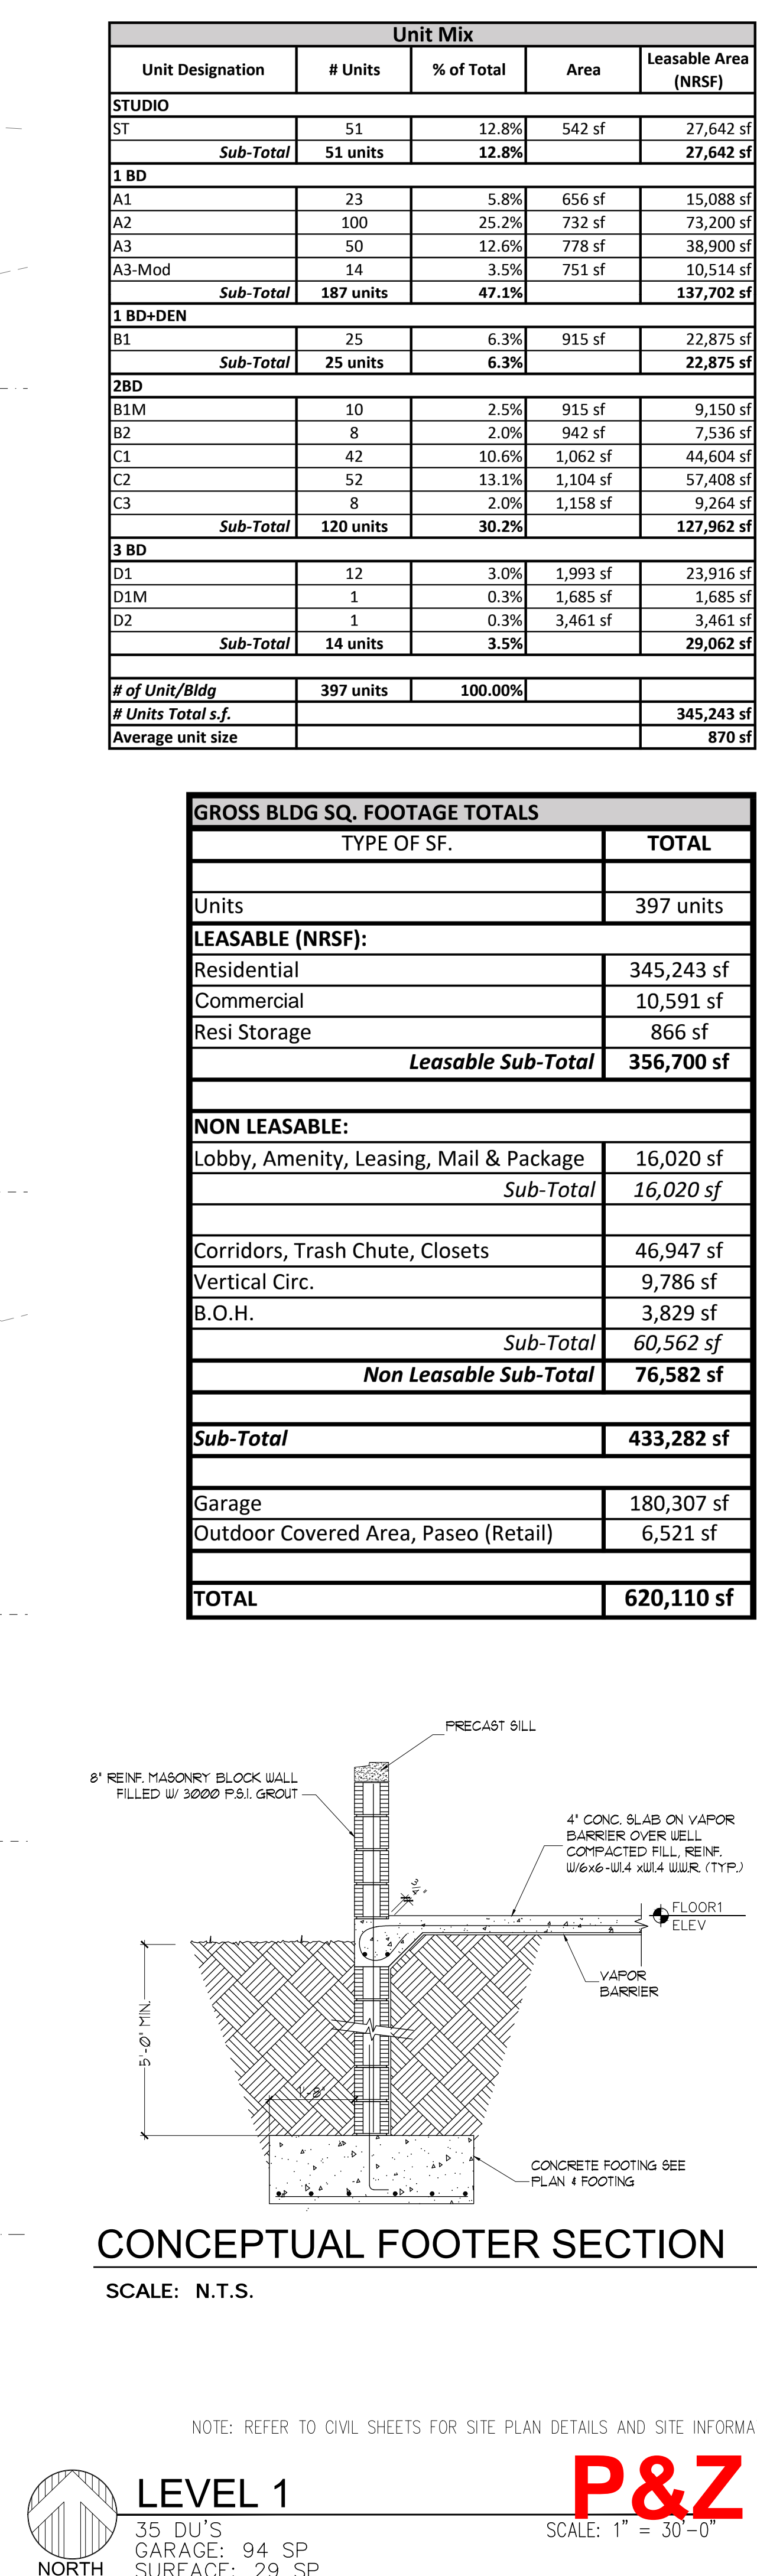 Unit Mix
Unit Designation # Units % of Total Area Leasable Area (NRSF)
STUDIO
ST 51 12.8% 542 sf 27,642 sf
Sub-Total 51 units 12.8% 27,642 sf
1 BD
A1 23 5.8% 656 sf 15,088 sf
A2 100 25.2% 732 sf 73,200 sf
A3 50 12.6% 778 sf 38,900 sf
A3-Mod 14 3.5% 751 sf 10,514 sf
Sub-Total 187 units 47.1% 137,702 sf
1 BD+DEN
B1 25 6.3% 915 sf 22,875 sf
Sub-Total 25 units 6.3% 22,875 sf
2BD
B1M 10 2.5% 915 sf 9,150 sf
B2 8 2.0% 942 sf 7,536 sf
C1 42 10.6% 1,062 sf 44,604 sf
C2 52 13.1% 1,104 sf 57,408 sf
C3 8 2.0% 1,158 sf 9,264 sf
Sub-Total 120 units 30.2% 127,962 sf
3 BD
D1 12 3.0% 1,993 sf 23,916 sf
D1M 1 0.3% 1,685 sf 1,685 sf
D2 1 0.3% 3,461 sf 3,461 sf
Sub-Total 14 units 3.5% 29,062 sf
# of Unit/Bldg 397 units 100.00%
# Units Total s.f. 345,243 sf
Average unit size 870 sf
GROSS BLDG SQ. FOOTAGE TOTALS
TYPE OF SF. TOTAL
Units 397 units
LEASABLE (NRSF):
Residential 345,243 sf
Commercial 10,591 sf
Resi Storage 866 sf
Leasable Sub-Total 356,700 sf
NON LEASABLE:
Lobby, Amenity, Leasing, Mail & Package 16,020 sf
Sub-Total 16,020 sf
Corridors, Trash Chute, Closets 46,947 sf
Vertical Circ. 9,786 sf
B.O.H. 3,829 sf
Sub-Total 60,562 sf
Non Leasable Sub-Total 76,582 sf
Sub-Total 433,282 sf
Garage 180,307 sf
Outdoor Covered Area, Paseo (Retail) 6,521 sf
TOTAL 620,110 sf
PRECAST SILL
8" REINF. MASONRY BLOCK WALL
FILLED W/ 3000 P.S.I. GROUT
4" CONC. SLAB ON VAPOR
BARRIER OVER WELL
COMPACTED FILL, REINF.
W/6x6-W1.4 xW1.4 W.W.R. (TYP.)
3/4"
FLOOR1
ELEV
VAPOR
BARRIER
5'-0" MIN.
1'-8"
CONCRETE FOOTING SEE
PLAN & FOOTING
CONCEPTUAL FOOTER SECTION
SCALE: N.T.S.
NOTE: REFER TO CIVIL SHEETS FOR SITE PLAN DETAILS AND SITE INFORMA
P&Z
LEVEL 1
35 DU'S
SCALE: 1" = 30'-0"
GARAGE: 94 SP
SURFACE: 29 SP
NORTH